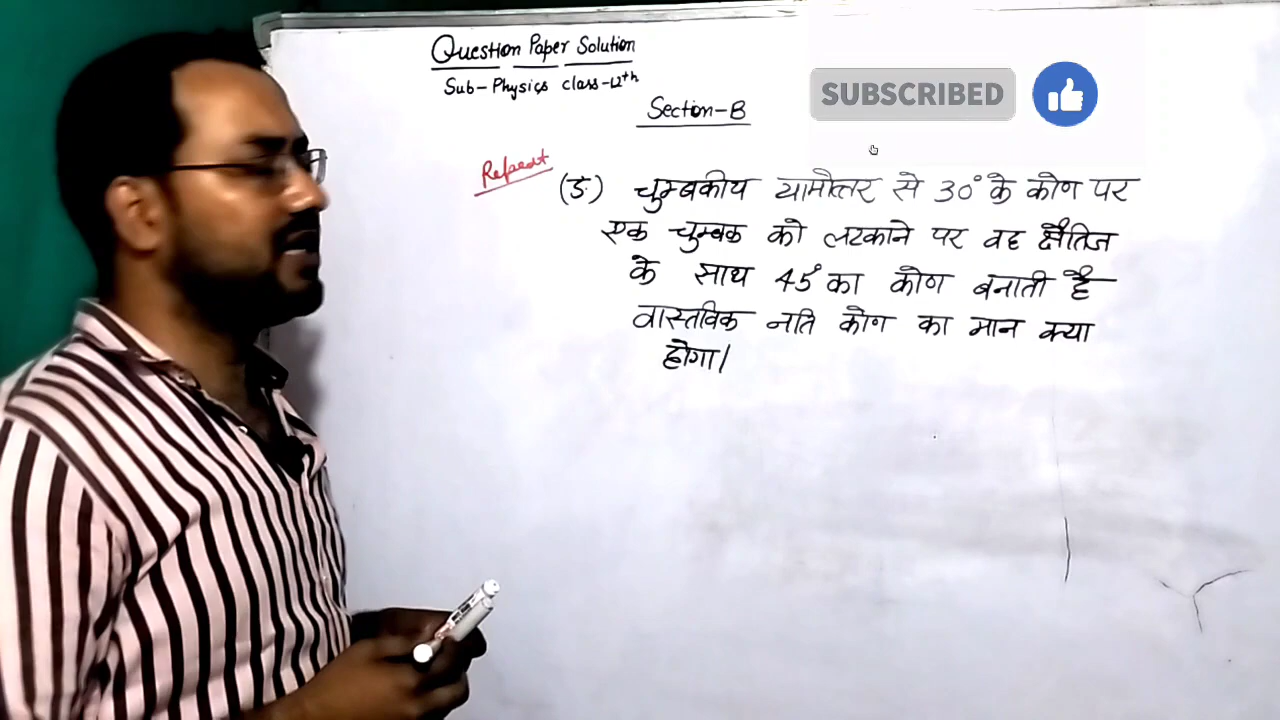 Question Paper Solution
Sub-Physics class-12th
Section-B
SUBSCRIBED
Repeat
(ङ) चुम्बकीय यामोत्तर से 30° के कोण पर
एक चुम्बक को लटकाने पर वह क्षैतिज
के साथ 45° का कोण बनाती है
वास्तविक नति कोण का मान क्या
होगा।